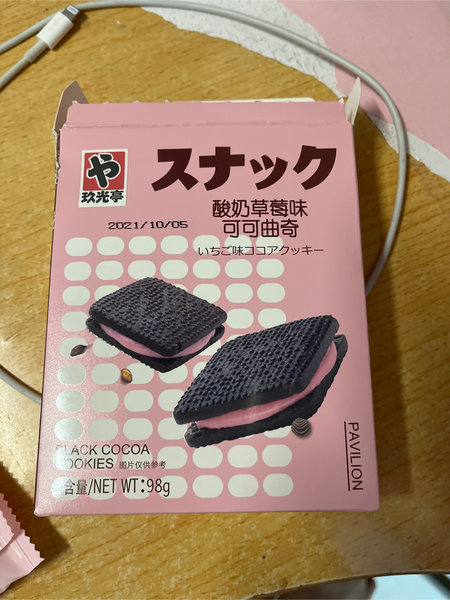 や
玖光亭
スナック
2021/10/05
酸奶草莓味
可可曲奇
いちご味ココアクッキー
BLACK COCOA
COOKIES 图片仅供参考
含量/NET WT:98g
PAVILION